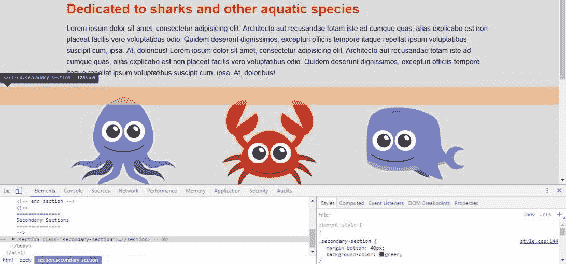 Dedicated to sharks and other aquatic species
Lorem ipsum dolor sit amet, consectetur adipisicing elit. Architecto aut recusandae totam iste ad cumque quas, alias explicabo est non
placeat facilis vero voluptatibus odio. Quidem deserunt dignissimos, excepturi officiis tempore itaque repellat ipsum voluptatibus
suscipit cum, ipsa. At, doloribus! Lorem ipsum dolor sit amet, consectetur adipisicing elit. Architecto aut recusandae totam iste ad
cumque quas, alias explicabo est non placeat facilis vero voluptatibus odio. Quidem deserunt dignissimos, excepturi officiis tempore
repellat ipsum voluptatibus suscipit cum, ipsa. At, doloribus!
section.secondary-section
Elements Console Sources Network Performance Memory Application Security Audits
<!-- end section -->
<!--
===============
Secondary Sections
===============
-->
<section class="secondary-section">…</section>
</body>
</html>
html body section.secondary-section
Styles Computed Event Listeners DOM Breakpoints Properties
Filter :hov .cls +
element.style {
}
.secondary-section { style.css:144
margin-bottom: 40px;
background-color: green;